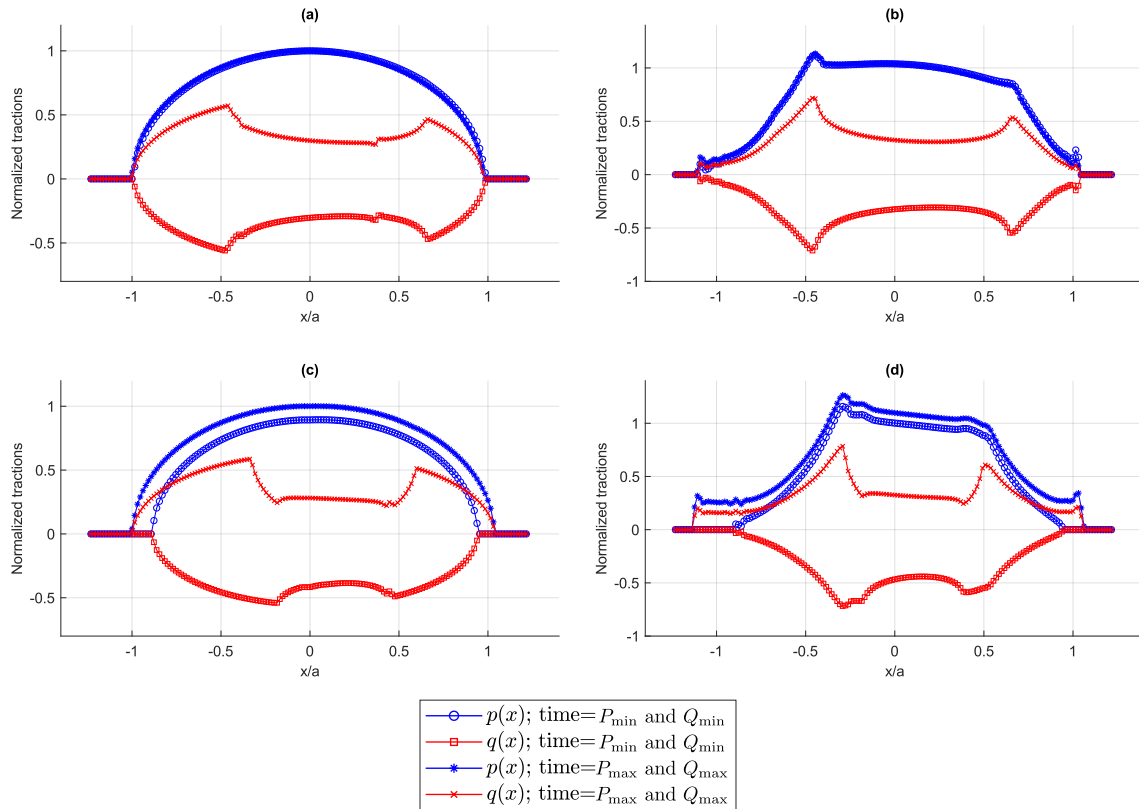 (a)
Normalized tractions
1
0.5
0
-0.5
-1 -0.5 0 0.5 1
x/a
(b)
Normalized tractions
1
0.5
0
-0.5
-1
-1 -0.5 0 0.5 1
x/a
(c)
Normalized tractions
1
0.5
0
-0.5
-1 -0.5 0 0.5 1
x/a
(d)
Normalized tractions
1
0.5
0
-0.5
-1
-1 -0.5 0 0.5 1
x/a
p(x); time=P_min and Q_min
q(x); time=P_min and Q_min
p(x); time=P_max and Q_max
q(x); time=P_max and Q_max